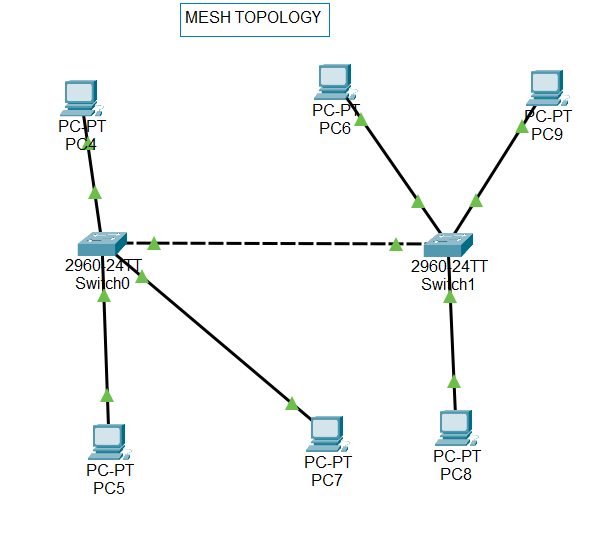 MESH TOPOLOGY
PC-PT
PC4
PC-PT
PC6
PC-PT
PC9
2960-24TT
Switch0
2960-24TT
Switch1
PC-PT
PC5
PC-PT
PC7
PC-PT
PC8